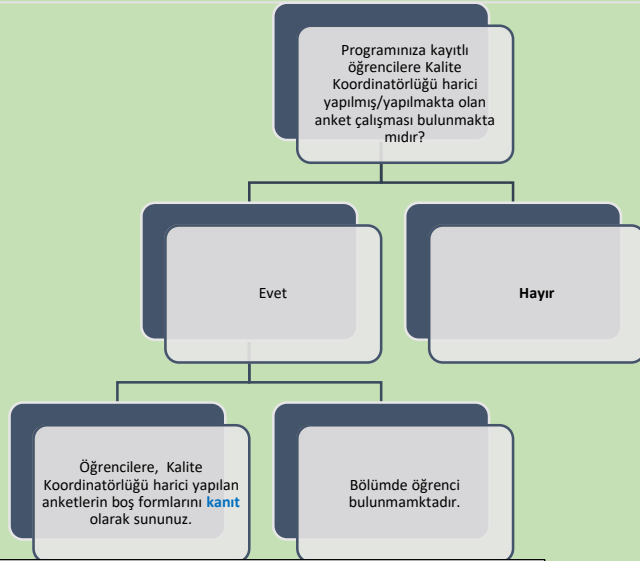 Programınıza kayıtlı
öğrencilere Kalite
Koordinatörlüğü harici
yapılmış/yapılmakta olan
anket çalışması bulunmakta
mıdır?
Evet
Hayır
Öğrencilere, Kalite
Koordinatörlüğü harici yapılan
anketlerin boş formlarını kanıt
olarak sununuz.
Bölümde öğrenci
bulunmamktadır.